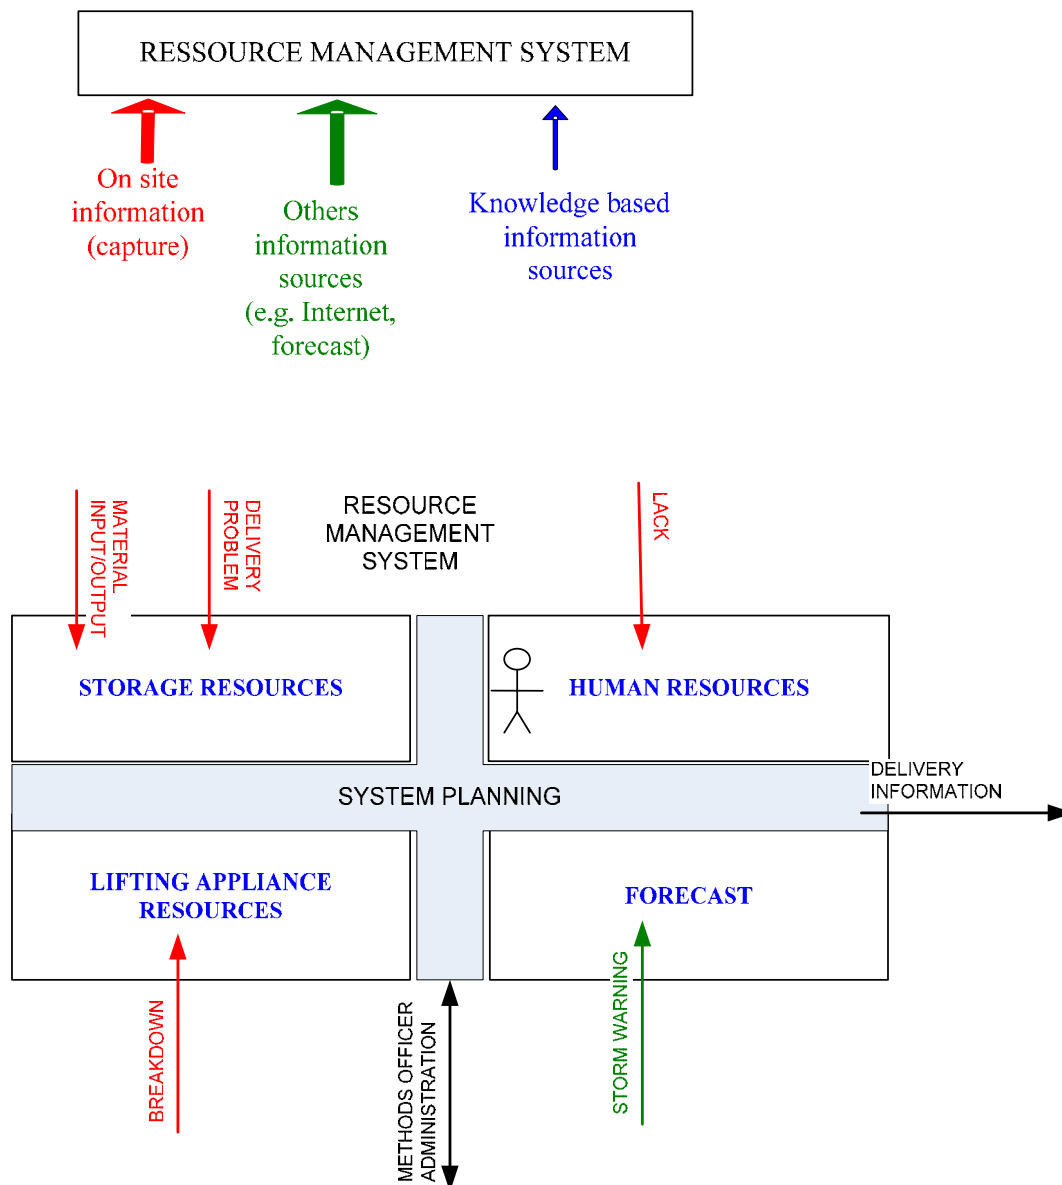 RESSOURCE MANAGEMENT SYSTEM
On site
information
(capture)
Others
information
sources
(e.g. Internet,
forecast)
Knowledge based
information
sources
MATERIAL
INPUT/OUTPUT
DELIVERY
PROBLEM
RESOURCE
MANAGEMENT
SYSTEM
LACK
STORAGE RESOURCES
HUMAN RESOURCES
SYSTEM PLANNING
DELIVERY
INFORMATION
LIFTING APPLIANCE
RESOURCES
FORECAST
BREAKDOWN
METHODS OFFICER
ADMINISTRATION
STORM WARNING